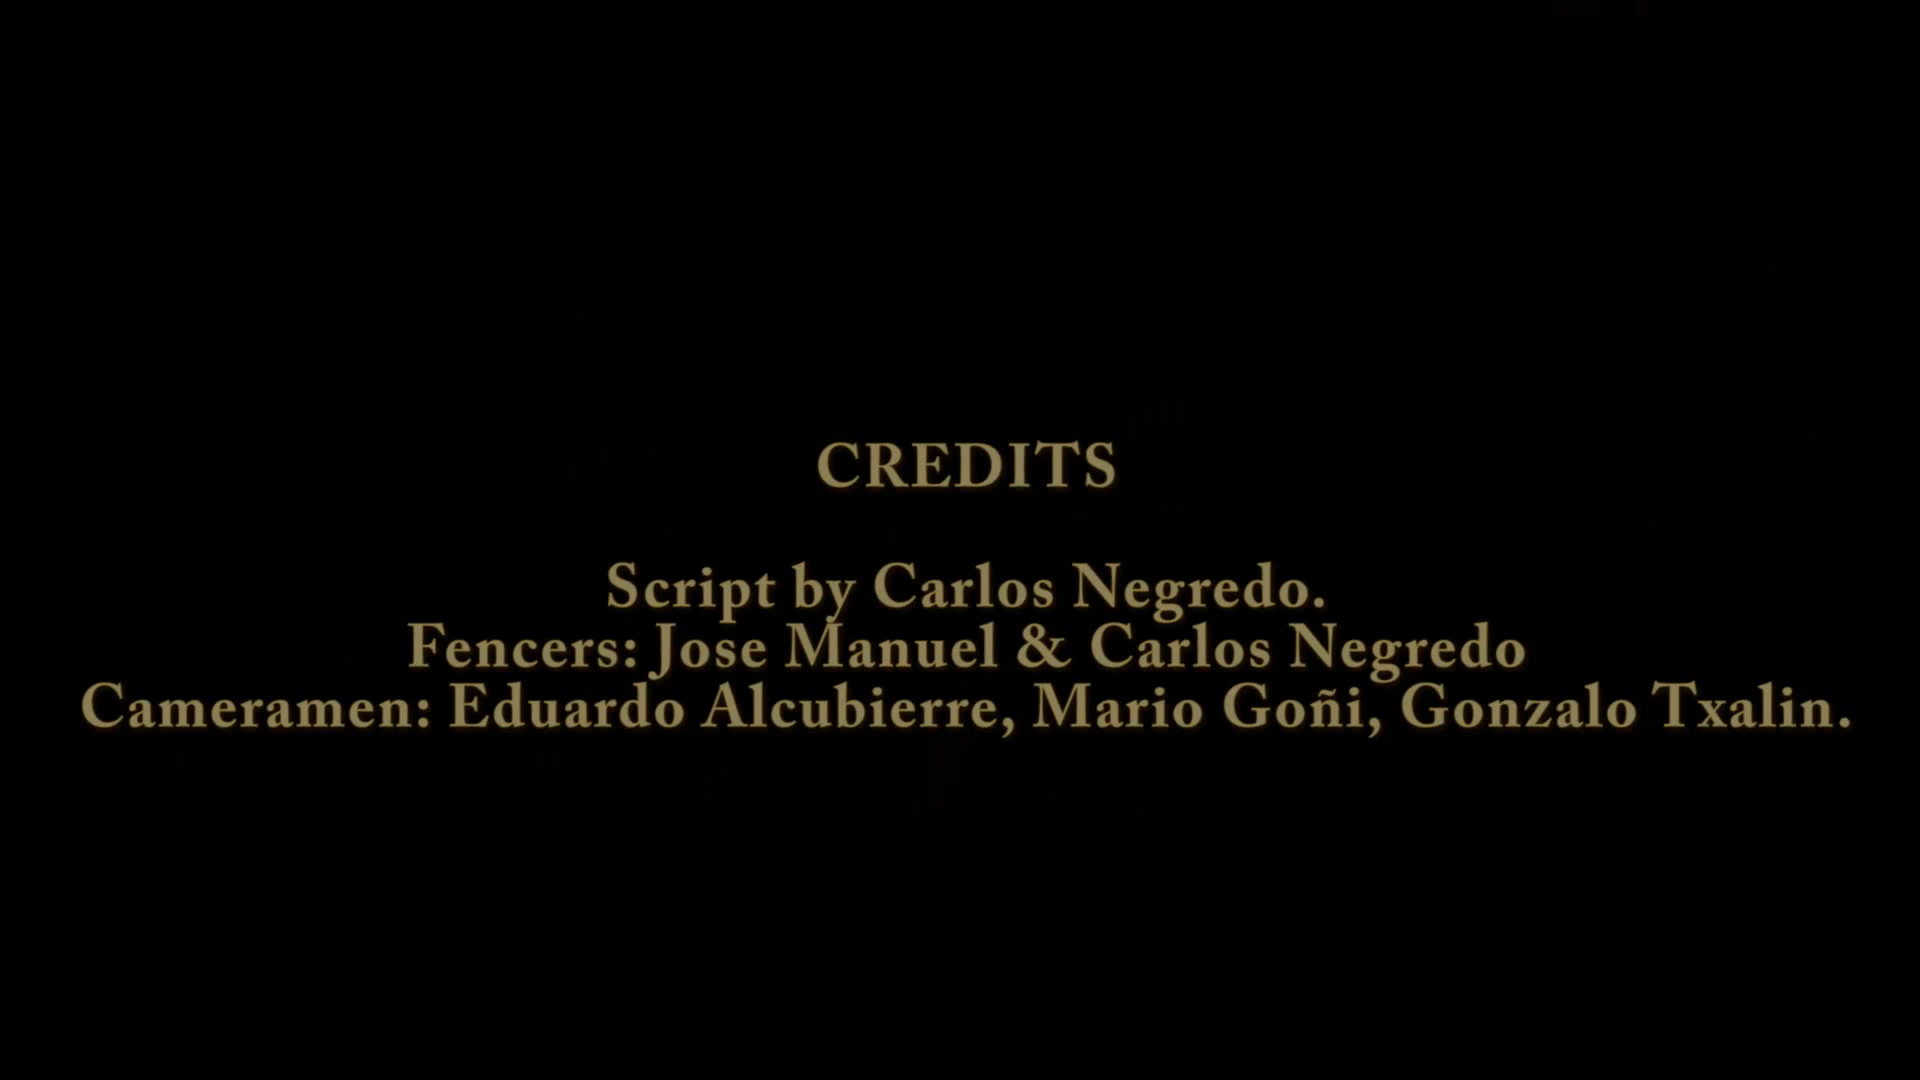 CREDITS
Script by Carlos Negredo.
Fencers: Jose Manuel & Carlos Negredo
Cameramen: Eduardo Alcubierre, Mario Goñi, Gonzalo Txalin.